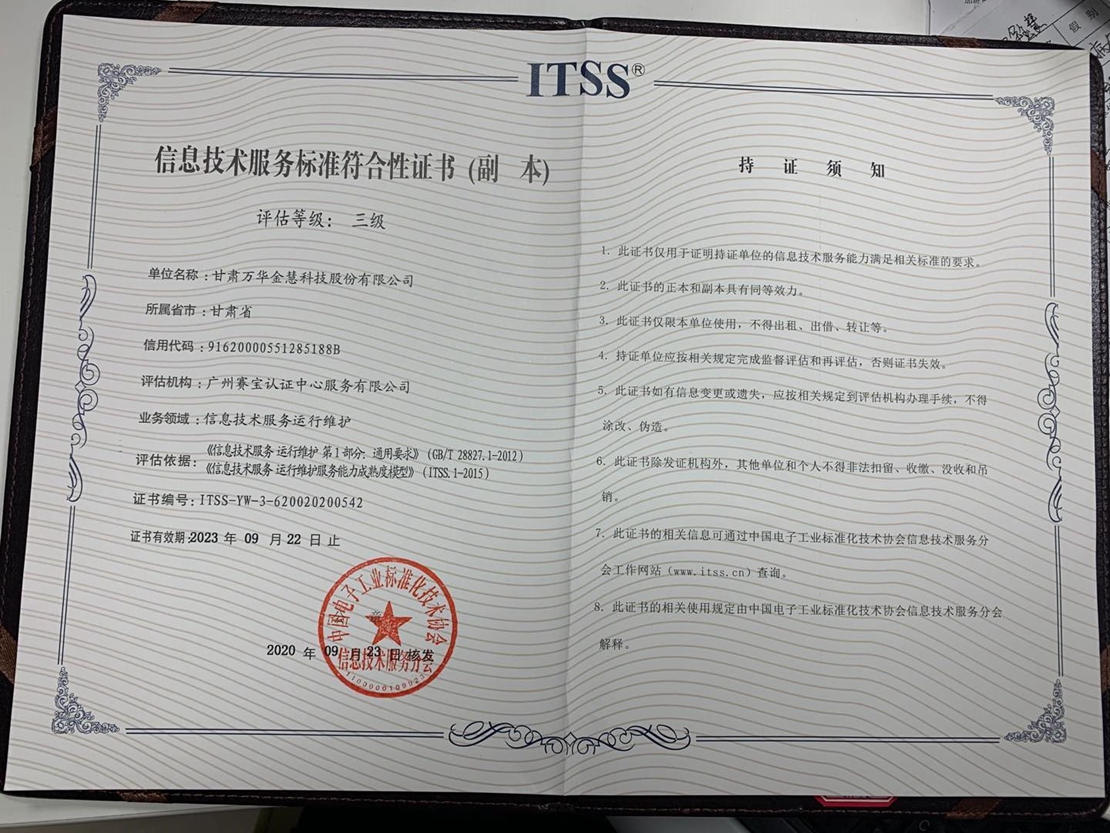 ITSS®
信息技术服务标准符合性证书(副 本)
评估等级： 三级
单位名称：甘肃万华金慧科技股份有限公司
所属省市：甘肃省
信用代码：91620000551285188B
评估机构：广州赛宝认证中心服务有限公司
业务领域：信息技术服务运行维护
评估依据：
《信息技术服务 运行维护 第1部分：通用要求》（GB/T 28827.1-2012）
《信息技术服务 运行维护服务能力成熟度模型》（ITSS.1-2015）
证书编号：ITSS-YW-3-620020200542
证书有效期：2023 年 09 月 22 日 止
中国电子工业标准化技术协会
信息技术服务分会
2020 年 09 月 23 日 核发
持 证 须 知
1. 此证书仅用于证明持证单位的信息技术服务能力满足相关标准的要求。
2. 此证书的正本和副本具有同等效力。
3. 此证书仅限本单位使用，不得出租、出借、转让等。
4. 持证单位应按相关规定完成监督评估和再评估，否则证书失效。
5. 此证书如有信息变更或遗失，应按相关规定到评估机构办理手续，不得
涂改、伪造。
6. 此证书除发证机构外，其他单位和个人不得非法扣留、收缴、没收和吊
销。
7. 此证书的相关信息可通过中国电子工业标准化技术协会信息技术服务分
会工作网站（www.itss.cn）查询。
8. 此证书的相关使用规定由中国电子工业标准化技术协会信息技术服务分会
解释。